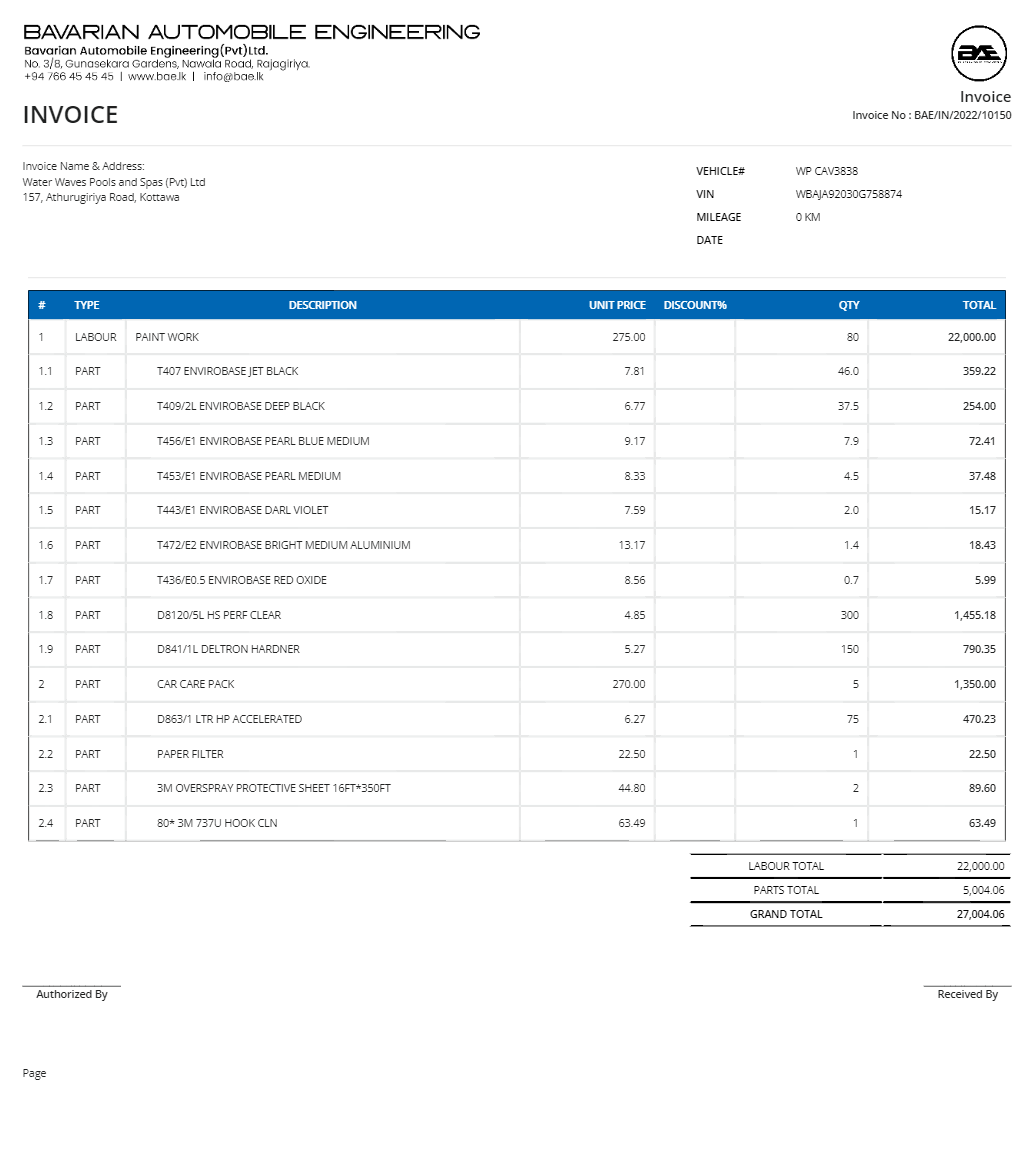 BAVARIAN AUTOMOBILE ENGINEERING
Bavarian Automobile Engineering(Pvt)Ltd.
No. 3/8, Gunasekara Gardens, Nawala Road, Rajagiriya.
+94 766 45 45 45 | www.bae.lk | info@bae.lk
BAE
INVOICE
Invoice
Invoice No : BAE/IN/2022/10150
Invoice Name & Address:
Water Waves Pools and Spas (Pvt) Ltd
157, Athurugiriya Road, Kottawa
VEHICLE# WP CAV3838
VIN WBAJA92030G758874
MILEAGE 0 KM
DATE
# TYPE DESCRIPTION UNIT PRICE DISCOUNT% QTY TOTAL
1 LABOUR PAINT WORK 275.00 80 22,000.00
1.1 PART T407 ENVIROBASE JET BLACK 7.81 46.0 359.22
1.2 PART T409/2L ENVIROBASE DEEP BLACK 6.77 37.5 254.00
1.3 PART T456/E1 ENVIROBASE PEARL BLUE MEDIUM 9.17 7.9 72.41
1.4 PART T453/E1 ENVIROBASE PEARL MEDIUM 8.33 4.5 37.48
1.5 PART T443/E1 ENVIROBASE DARL VIOLET 7.59 2.0 15.17
1.6 PART T472/E2 ENVIROBASE BRIGHT MEDIUM ALUMINIUM 13.17 1.4 18.43
1.7 PART T436/E0.5 ENVIROBASE RED OXIDE 8.56 0.7 5.99
1.8 PART D8120/5L HS PERF CLEAR 4.85 300 1,455.18
1.9 PART D841/1L DELTRON HARDNER 5.27 150 790.35
2 PART CAR CARE PACK 270.00 5 1,350.00
2.1 PART D863/1 LTR HP ACCELERATED 6.27 75 470.23
2.2 PART PAPER FILTER 22.50 1 22.50
2.3 PART 3M OVERSPRAY PROTECTIVE SHEET 16FT*350FT 44.80 2 89.60
2.4 PART 80* 3M 737U HOOK CLN 63.49 1 63.49
LABOUR TOTAL 22,000.00
PARTS TOTAL 5,004.06
GRAND TOTAL 27,004.06
Authorized By
Received By
Page